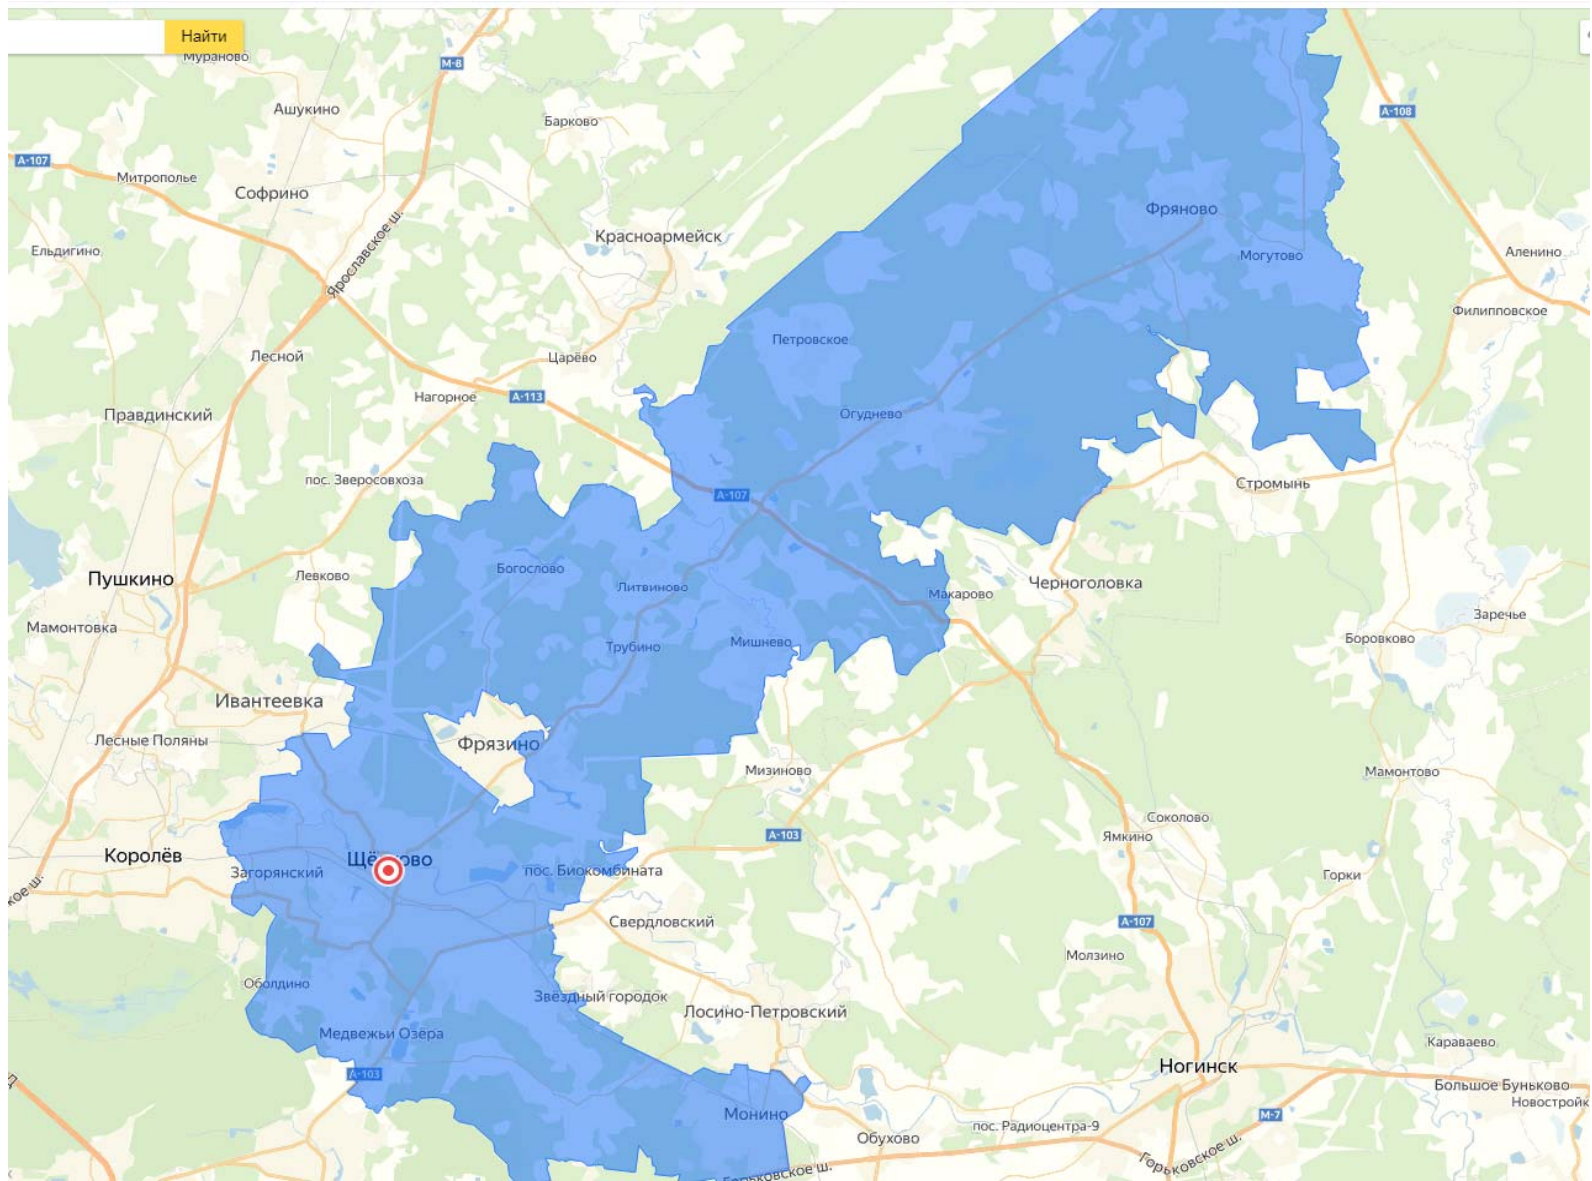 Найти
Мураново
М-8
Ашукино
Барково
А-108
А-107
Митрополье
Софрино
Фряново
Ярославское ш.
Красноармейск
Ельдигино
Могутово
Аленино
Филипповское
Петровское
Лесной
Царёво
Нагорное
А-113
Правдинский
Огуднево
пос. Зверосовхоза
Стромынь
А-107
Богослово
Пушкино
Левково
Литвиново
Черноголовка
Макарово
Заречье
Мамонтовка
Боровково
Трубино
Мишнево
Ивантеевка
Лесные Поляны
Фрязино
Мизиново
Мамонтово
Соколово
А-103
Ямкино
Королёв
Загорянский
пос. Биокомбината
Горки
Свердловский
А-107
Молзино
Оболдино
Звёздный городок
Лосино-Петровский
Медвежьи Озёра
Караваево
А-103
Ногинск
Большое Буньково
Монино
М-7
пос. Радиоцентра-9
Обухово
Горьковское ш.